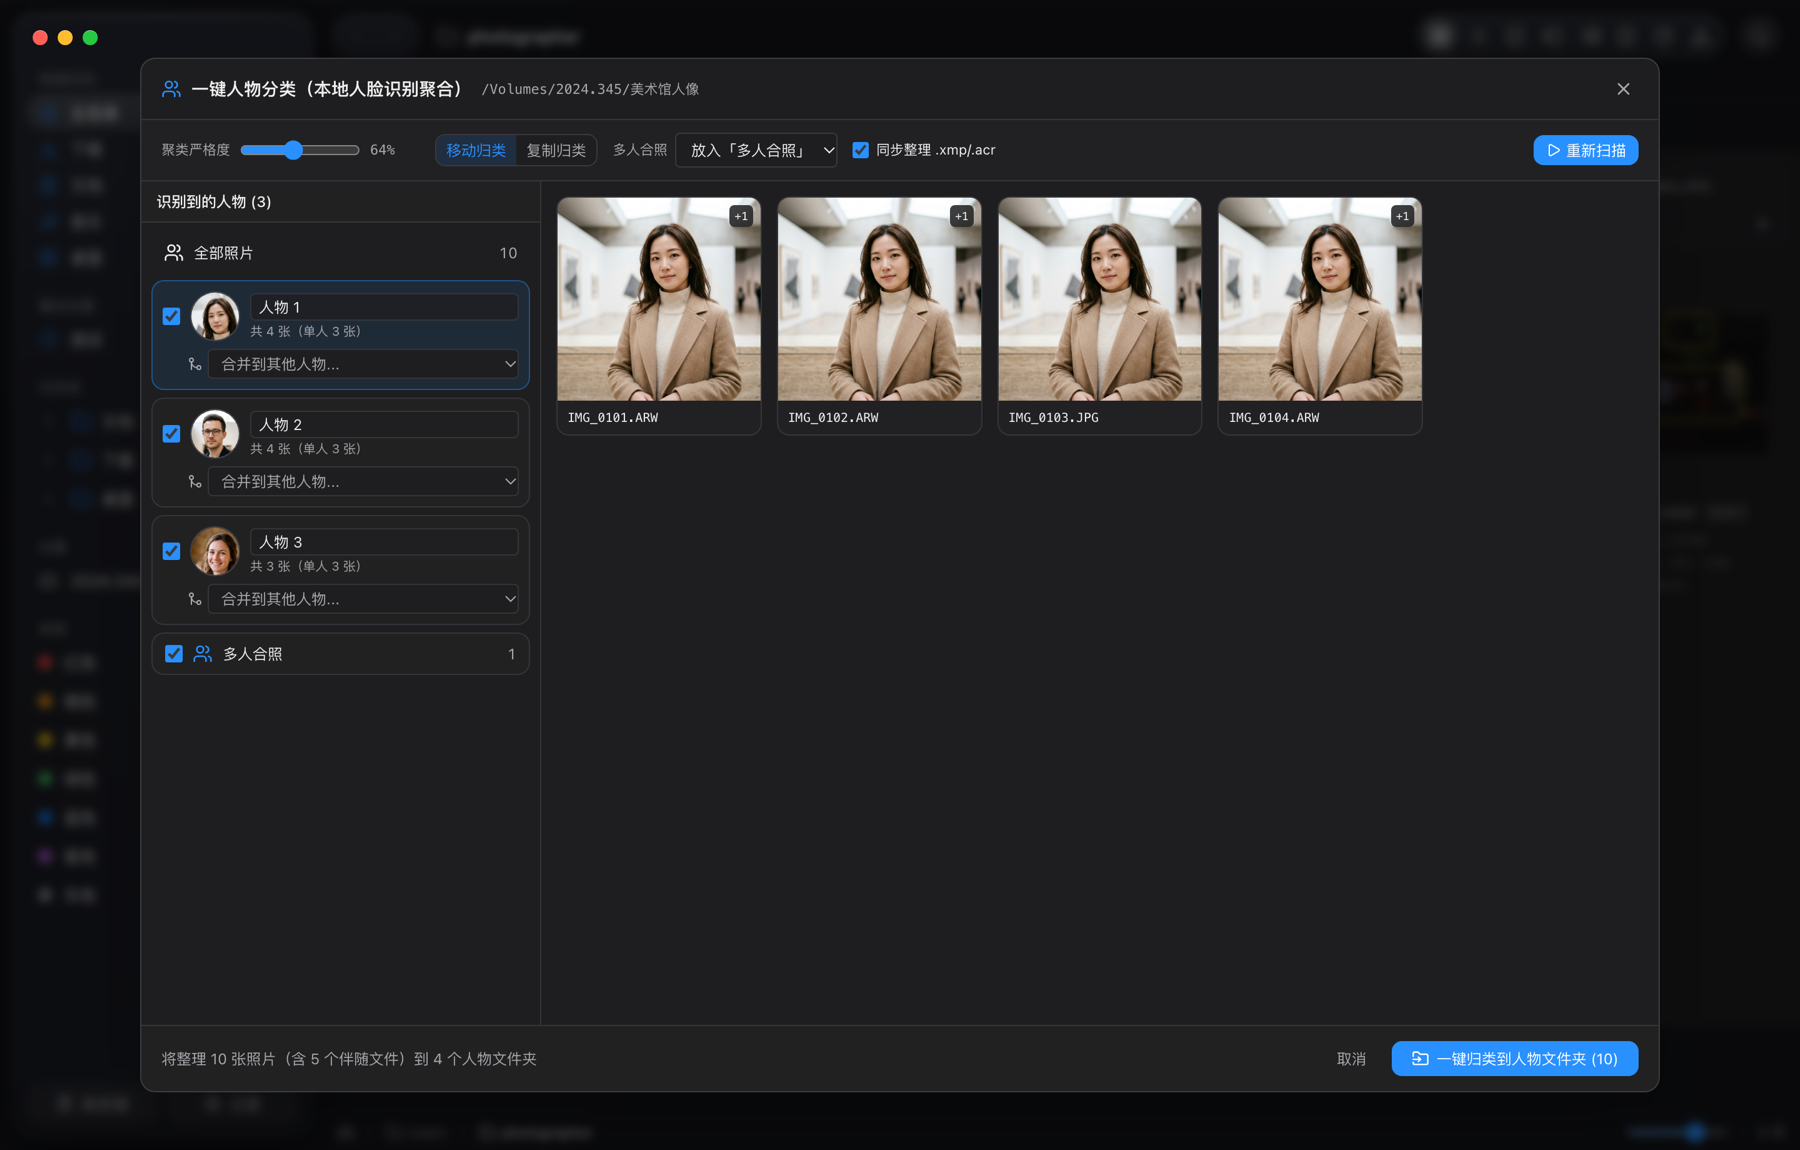 photographer
一键人物分类（本地人脸识别聚合） /Volumes/2024.345/美术馆人像
聚类严格度 64% 移动归类 复制归类 多人合照 放入「多人合照」 同步整理 .xmp/.acr 重新扫描
识别到的人物 (3)
全部照片 10
人物 1
共 4 张（单人 3 张）
合并到其他人物...
人物 2
共 4 张（单人 3 张）
合并到其他人物...
人物 3
共 3 张（单人 3 张）
合并到其他人物...
多人合照 1
+1
+1
+1
IMG_0101.ARW
IMG_0102.ARW
IMG_0103.JPG
IMG_0104.ARW
将整理 10 张照片（含 5 个伴随文件）到 4 个人物文件夹
取消 一键归类到人物文件夹 (10)